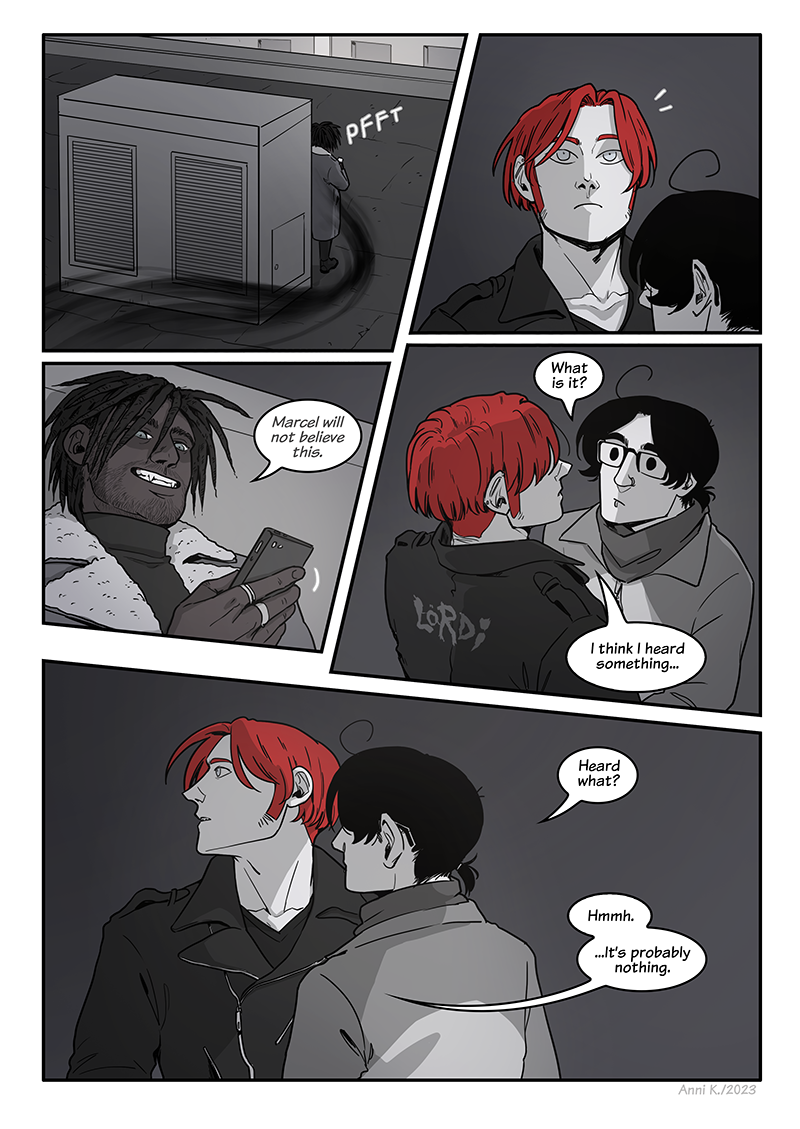 PFFT
Marcel will
not believe
this.
What
is it?
LORDi
I think I heard
something...
Heard
what?
Hmmh.
...It's probably
nothing.
Anni K./2023